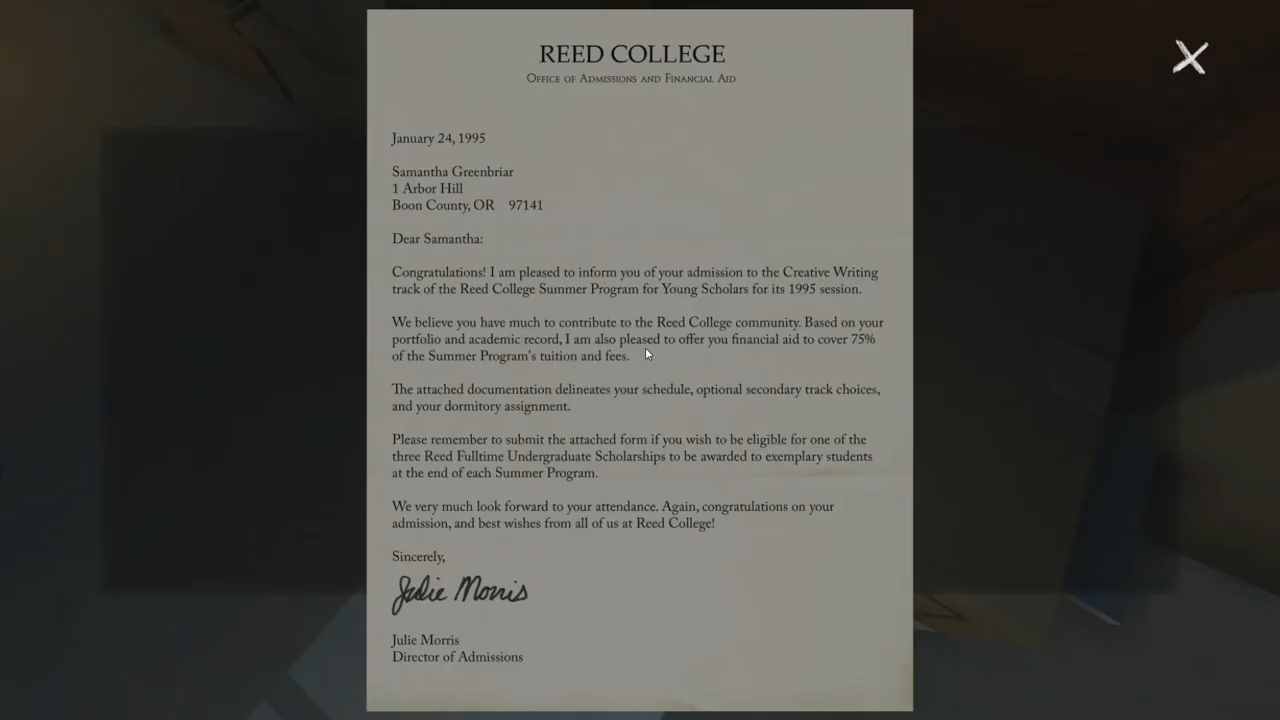 REED COLLEGE
Office of Admissions and Financial Aid
January 24, 1995
Samantha Greenbriar
1 Arbor Hill
Boon County, OR 97141
Dear Samantha:
Congratulations! I am pleased to inform you of your admission to the Creative Writing
track of the Reed College Summer Program for Young Scholars for its 1995 session.
We believe you have much to contribute to the Reed College community. Based on your
portfolio and academic record, I am also pleased to offer you financial aid to cover 75%
of the Summer Program's tuition and fees.
The attached documentation delineates your schedule, optional secondary track choices,
and your dormitory assignment.
Please remember to submit the attached form if you wish to be eligible for one of the
three Reed Fulltime Undergraduate Scholarships to be awarded to exemplary students
at the end of each Summer Program.
We very much look forward to your attendance. Again, congratulations on your
admission, and best wishes from all of us at Reed College!
Sincerely,
Julie Morris
Julie Morris
Director of Admissions